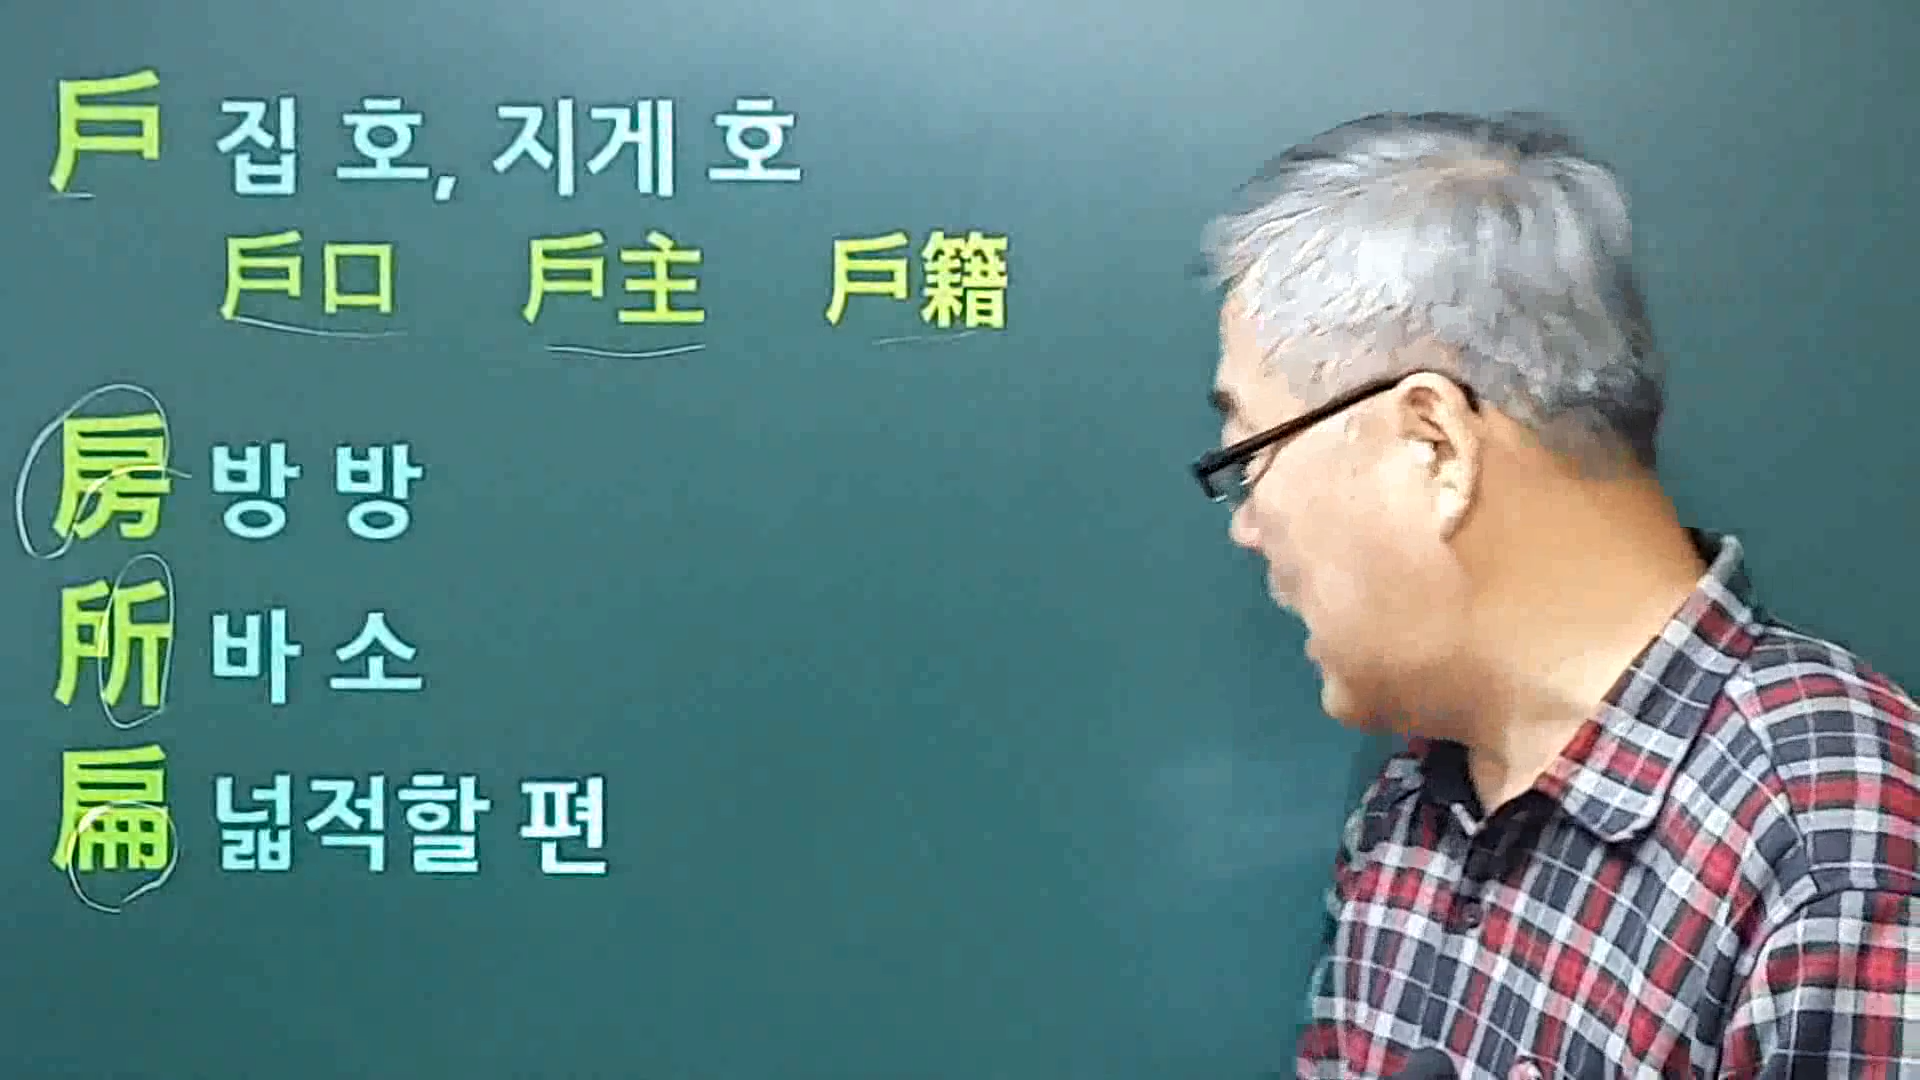 戶 집 호, 지게 호
戶口 戶主 戶籍
房 방 방
所 바 소
扁 넓적할 편